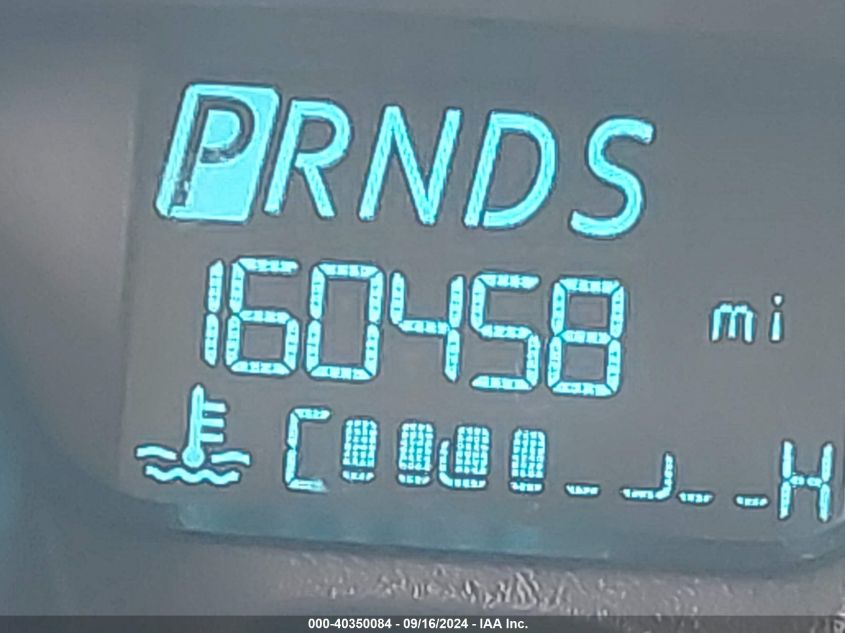 PRNDS
160458 mi
C H
000-40350084 - 09/16/2024 - IAA Inc.